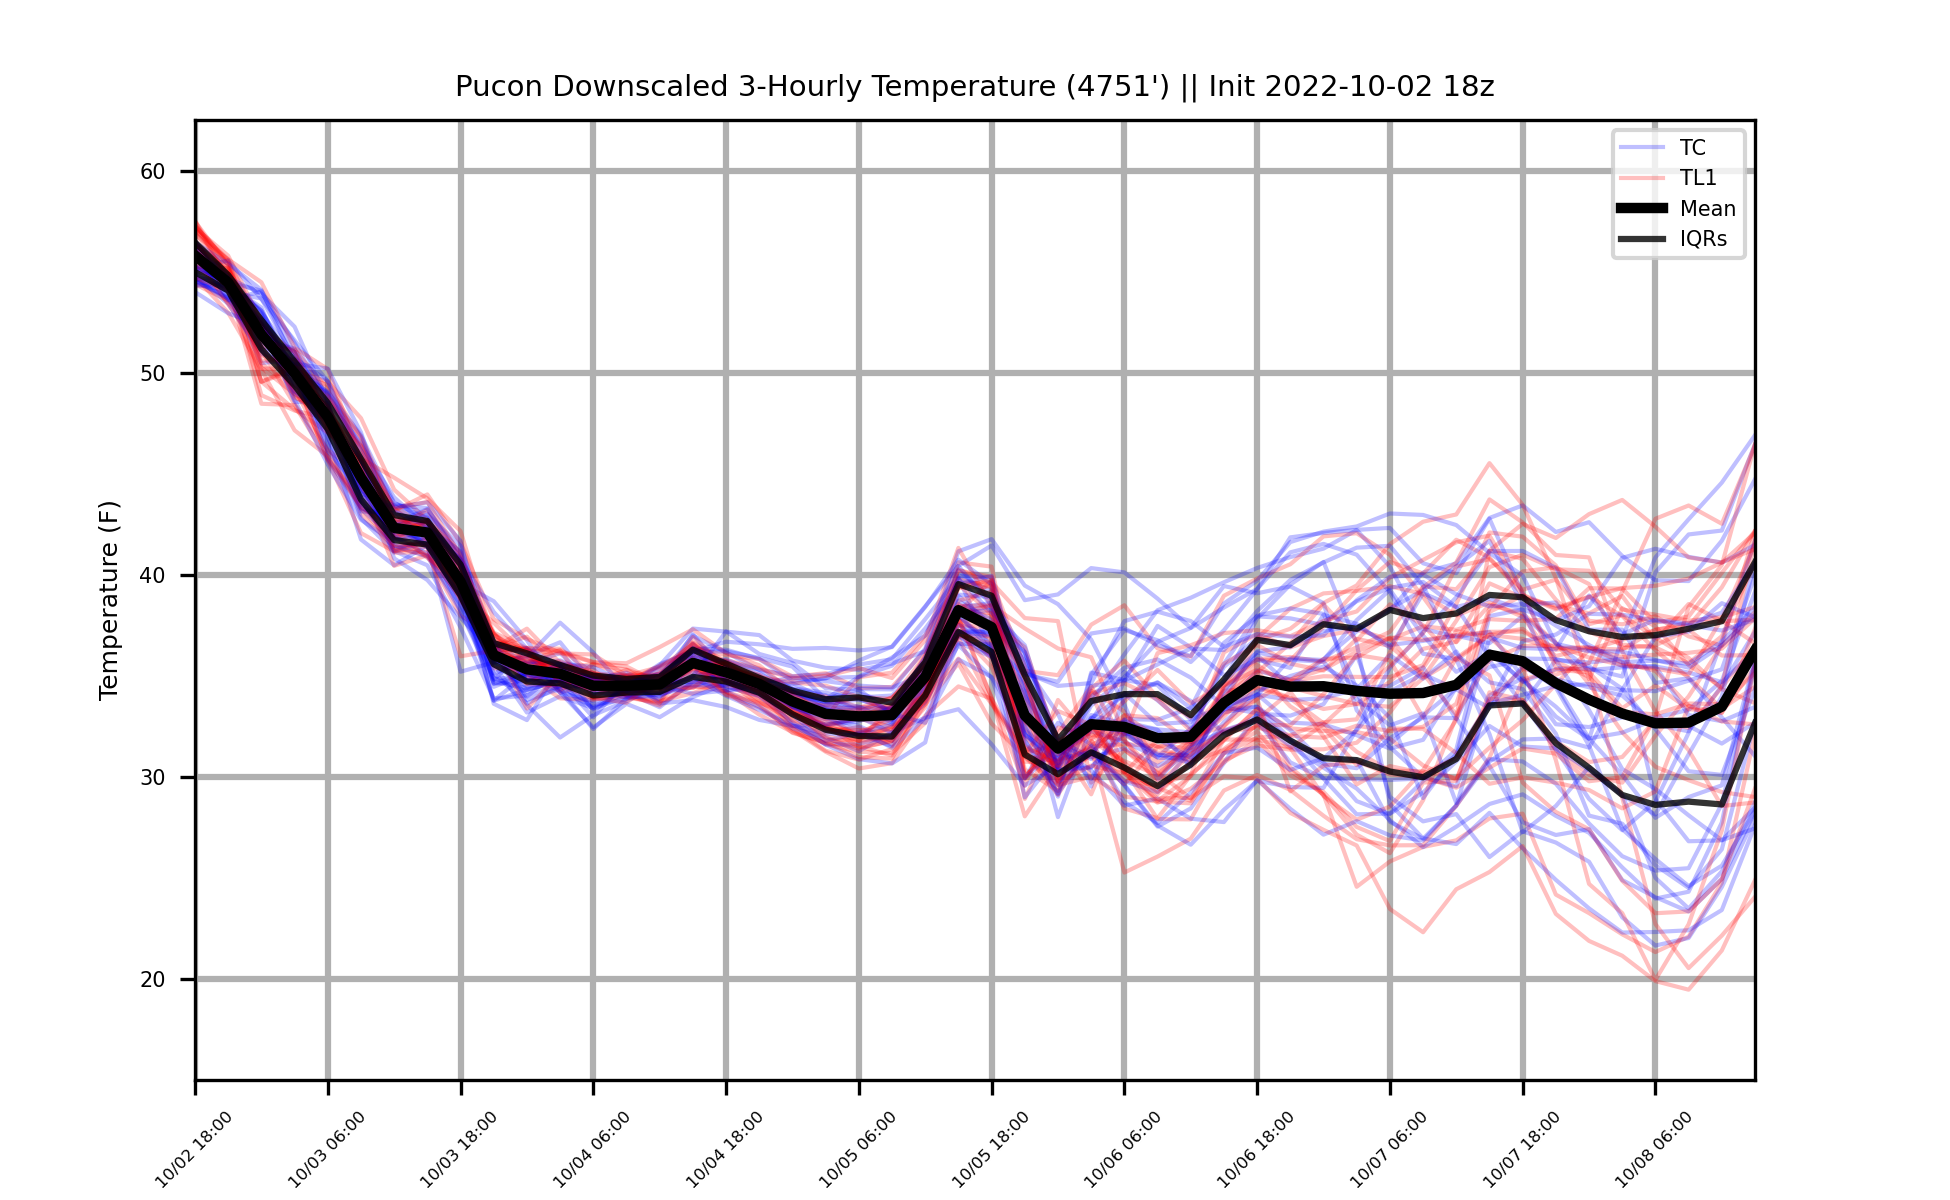 Pucon Downscaled 3-Hourly Temperature (4751') || Init 2022-10-02 18z
TC
TL1
Mean
IQRs
Temperature (F)
60
50
40
30
20
10/02 18:00
10/03 06:00
10/03 18:00
10/04 06:00
10/04 18:00
10/05 06:00
10/05 18:00
10/06 06:00
10/06 18:00
10/07 06:00
10/07 18:00
10/08 06:00